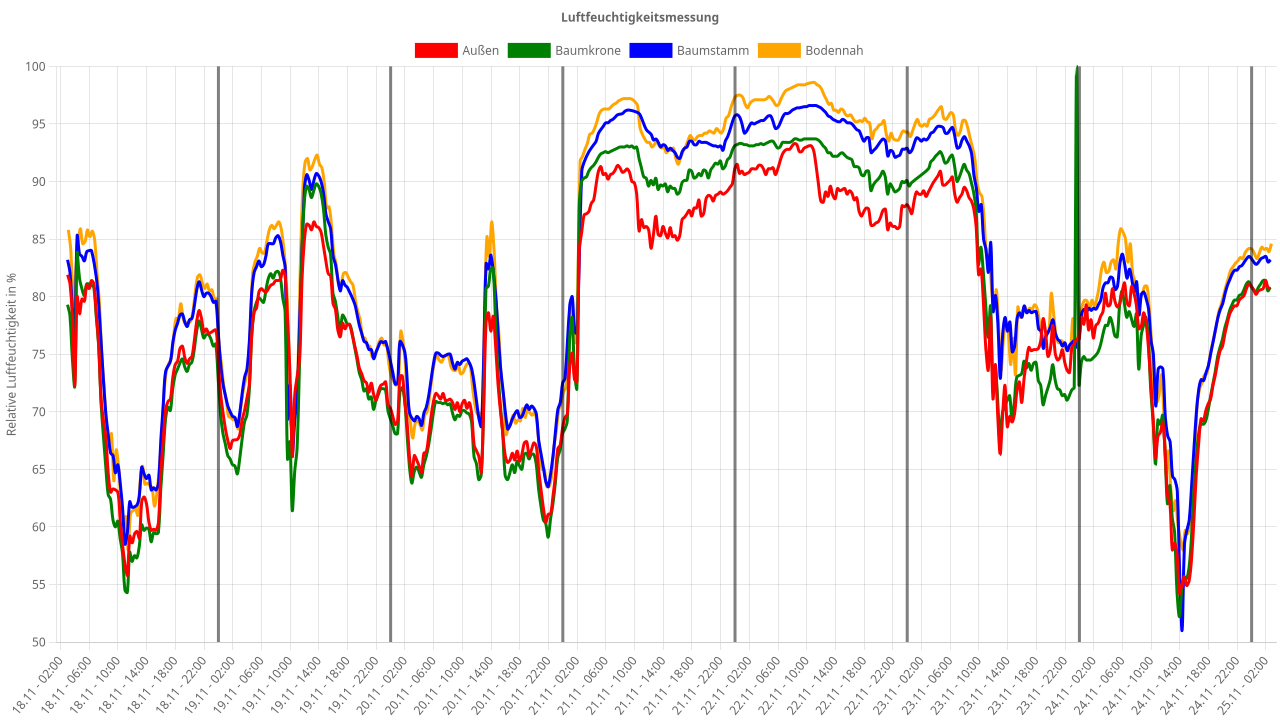 Luftfeuchtigkeitsmessung
Außen Baumkrone Baumstamm Bodennah
Relative Luftfeuchtigkeit in %
100
95
90
85
80
75
70
65
60
55
50
18.11 - 02:00
18.11 - 06:00
18.11 - 10:00
18.11 - 14:00
18.11 - 18:00
18.11 - 22:00
19.11 - 02:00
19.11 - 06:00
19.11 - 10:00
19.11 - 14:00
19.11 - 18:00
19.11 - 22:00
20.11 - 02:00
20.11 - 06:00
20.11 - 10:00
20.11 - 14:00
20.11 - 18:00
20.11 - 22:00
21.11 - 02:00
21.11 - 06:00
21.11 - 10:00
21.11 - 14:00
21.11 - 18:00
21.11 - 22:00
22.11 - 02:00
22.11 - 06:00
22.11 - 10:00
22.11 - 14:00
22.11 - 18:00
22.11 - 22:00
23.11 - 02:00
23.11 - 06:00
23.11 - 10:00
23.11 - 14:00
23.11 - 18:00
23.11 - 22:00
24.11 - 02:00
24.11 - 06:00
24.11 - 10:00
24.11 - 14:00
24.11 - 18:00
24.11 - 22:00
25.11 - 02:00